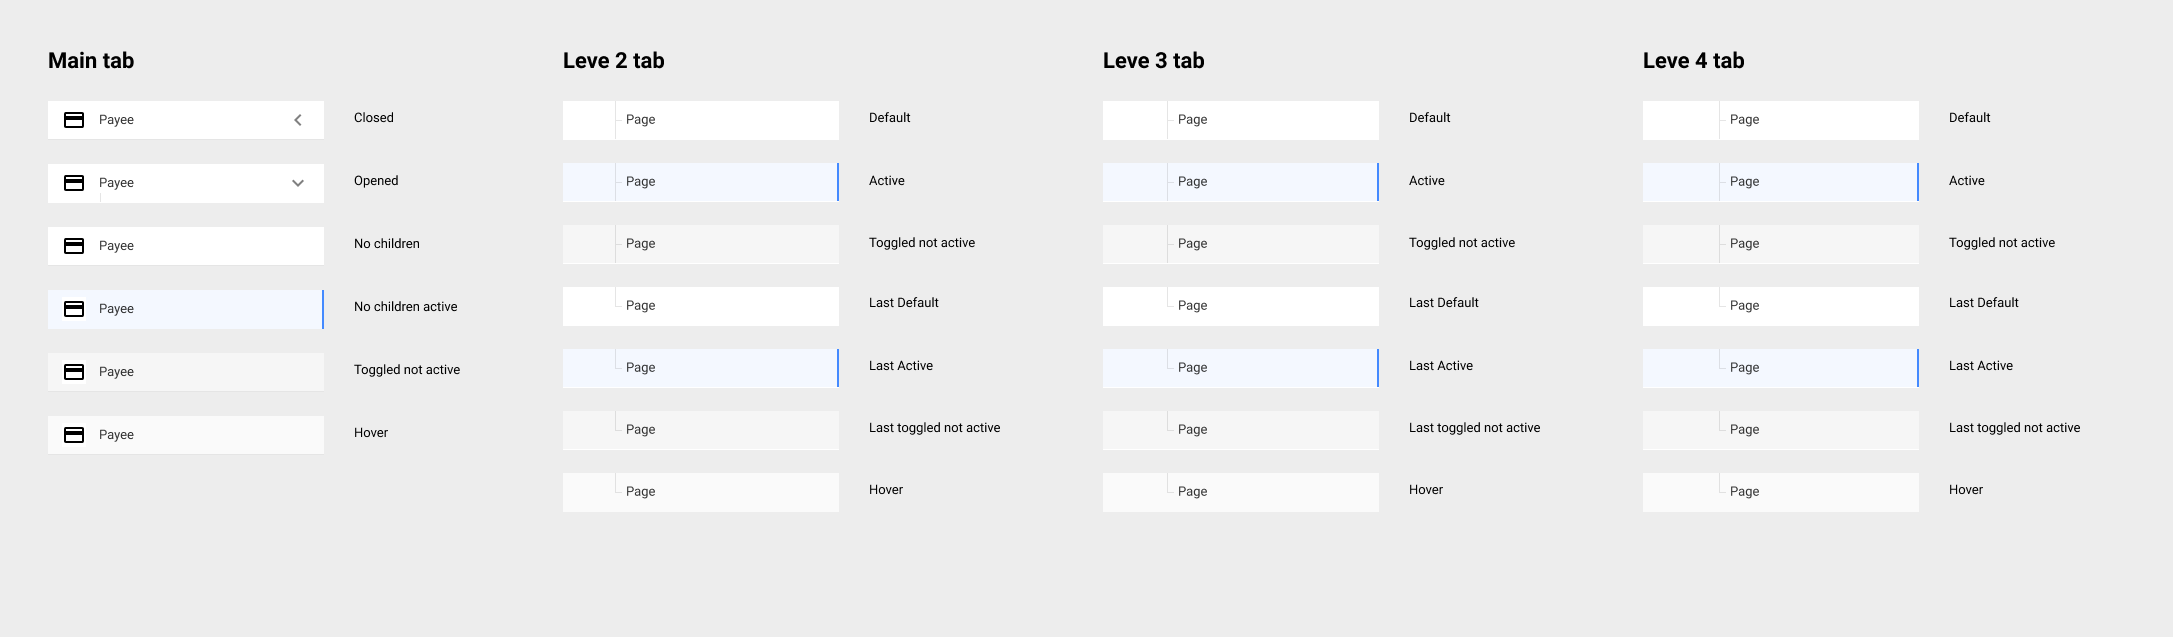 Main tab
Payee
Closed
Payee
Opened
Payee
No children
Payee
No children active
Payee
Toggled not active
Payee
Hover
Leve 2 tab
Page
Default
Page
Active
Page
Toggled not active
Page
Last Default
Page
Last Active
Page
Last toggled not active
Page
Hover
Leve 3 tab
Page
Default
Page
Active
Page
Toggled not active
Page
Last Default
Page
Last Active
Page
Last toggled not active
Page
Hover
Leve 4 tab
Page
Default
Page
Active
Page
Toggled not active
Page
Last Default
Page
Last Active
Page
Last toggled not active
Page
Hover